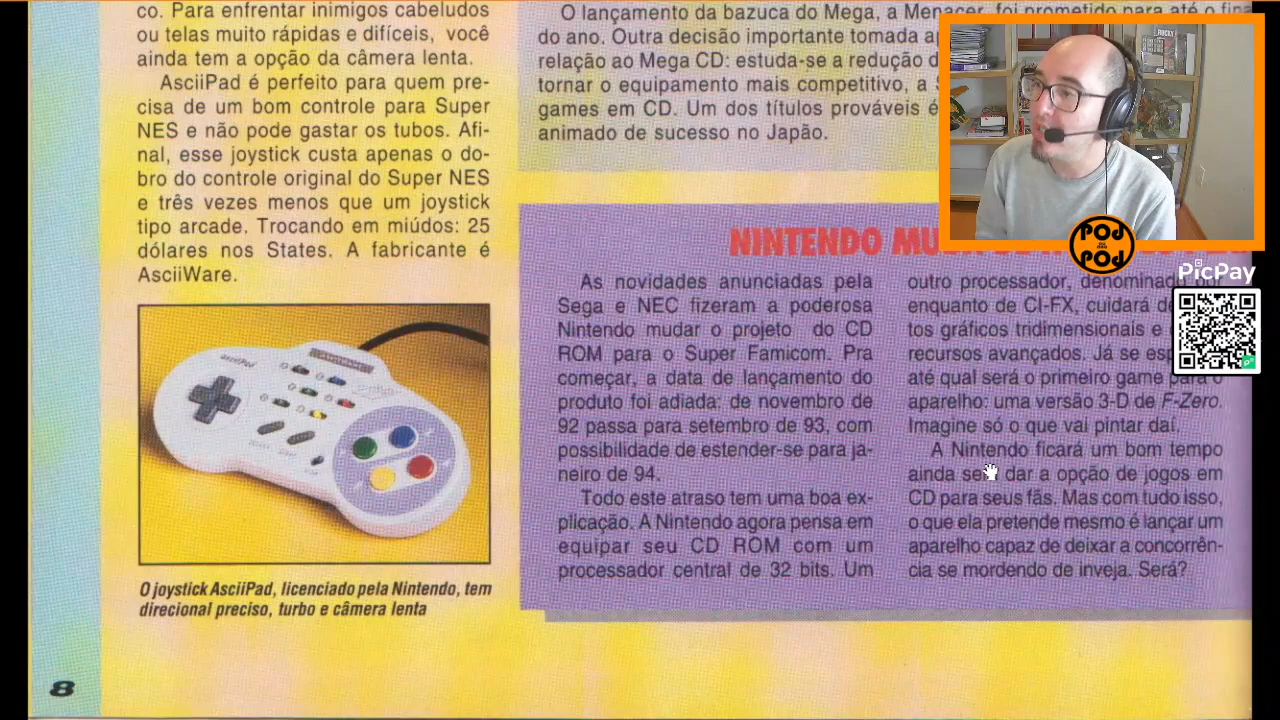 co. Para enfrentar inimigos cabeludos
ou telas muito rápidas e difíceis, você
ainda tem a opção da câmera lenta.
AsciiPad é perfeito para quem pre-
cisa de um bom controle para Super
NES e não pode gastar os tubos. Afi-
nal, esse joystick custa apenas o do-
bro do controle original do Super NES
e três vezes menos que um joystick
tipo arcade. Trocando em miúdos: 25
dólares nos States. A fabricante é
AsciiWare.
asciiPad
O joystick AsciiPad, licenciado pela Nintendo, tem
direcional preciso, turbo e câmera lenta
8
O lançamento da bazuca do Mega, a Menacer, foi prometido para até o fina
do ano. Outra decisão importante tomada
relação ao Mega CD: estuda-se a redução d
tornar o equipamento mais competitivo, a S
games em CD. Um dos títulos prováveis é
animado de sucesso no Japão.
NINTENDO
As novidades anunciadas pela
Sega e NEC fizeram a poderosa
Nintendo mudar o projeto do CD
ROM para o Super Famicom. Pra
começar, a data de lançamento do
produto foi adiada: de novembro de
92 passa para setembro de 93, com
possibilidade de estender-se para ja-
neiro de 94.
Todo este atraso tem uma boa ex-
plicação. A Nintendo agora pensa em
equipar seu CD ROM com um
processador central de 32 bits. Um
outro processador, denominado por
enquanto de CI-FX, cuidará d
tos gráficos tridimensionais e
recursos avançados. Já se esp
até qual será o primeiro game para o
aparelho: uma versão 3-D de F-Zero.
Imagine só o que vai pintar daí.
A Nintendo ficará um bom tempo
ainda sem dar a opção de jogos em
CD para seus fãs. Mas com tudo isso,
o que ela pretende mesmo é lançar um
aparelho capaz de deixar a concorrên-
cia se mordendo de inveja. Será?
ROCKY
POD
OU NÃO
POD
PicPay